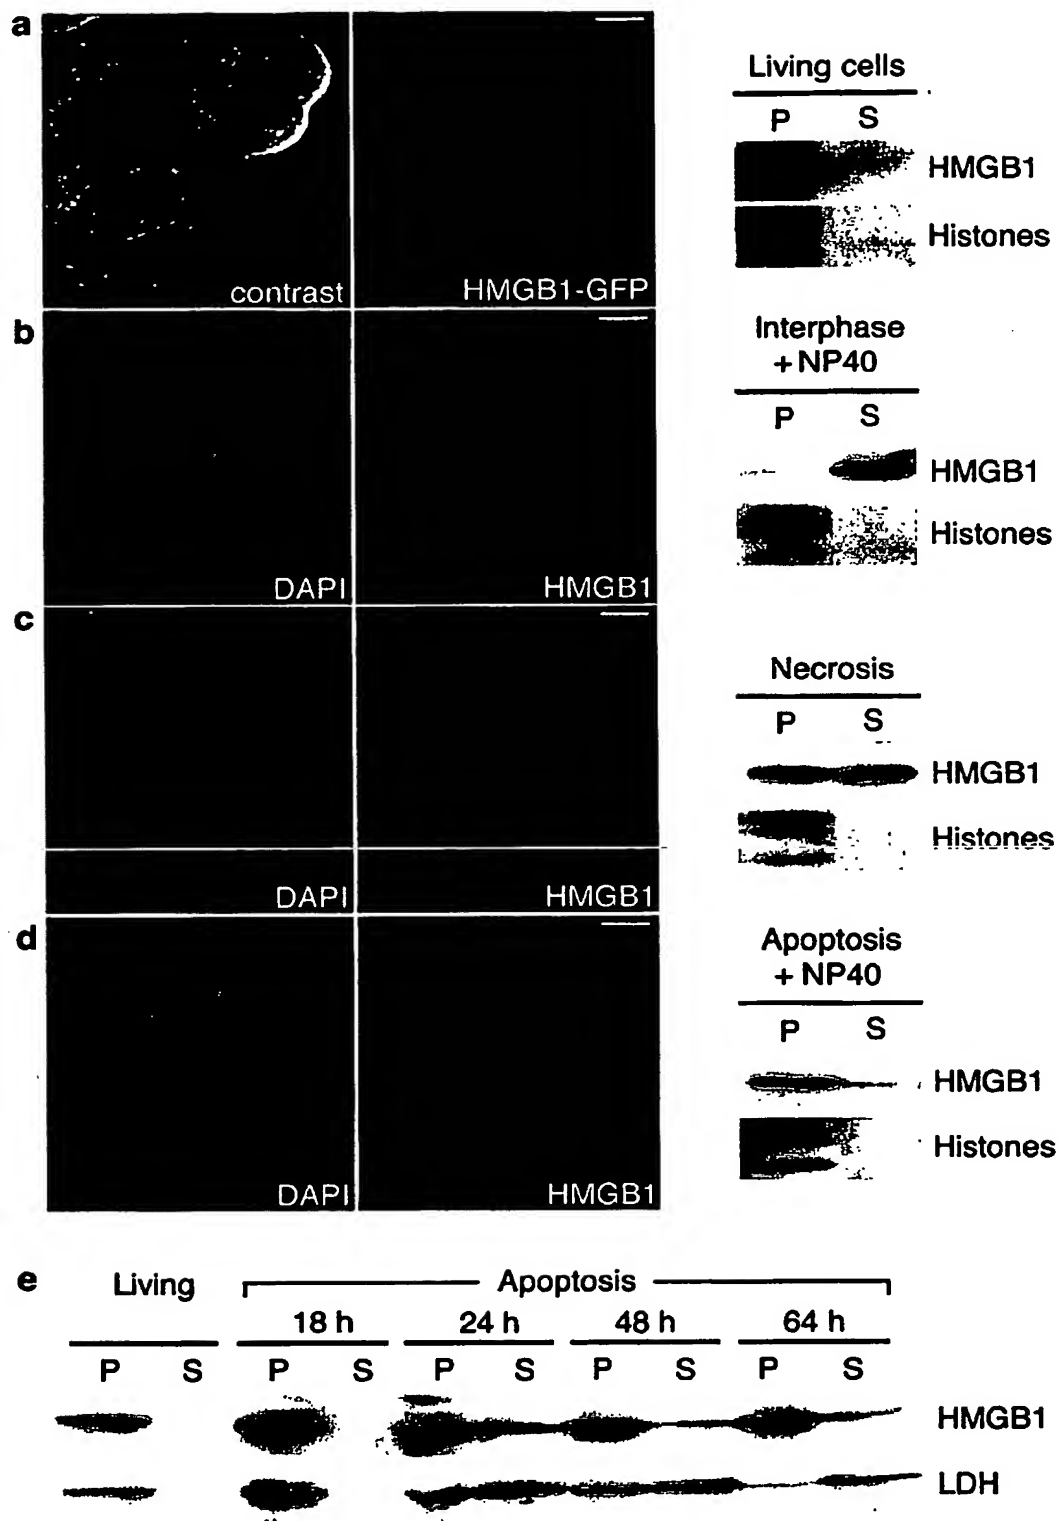 a
contrast
HMGB1-GFP
Living cells
P S
HMGB1
Histones
b
DAPI
HMGB1
Interphase
+ NP40
P S
HMGB1
Histones
c
DAPI
HMGB1
Necrosis
P S
HMGB1
Histones
d
DAPI
HMGB1
Apoptosis
+ NP40
P S
HMGB1
Histones
e
Living Apoptosis
18 h 24 h 48 h 64 h
P S P S P S P S P S
HMGB1
LDH